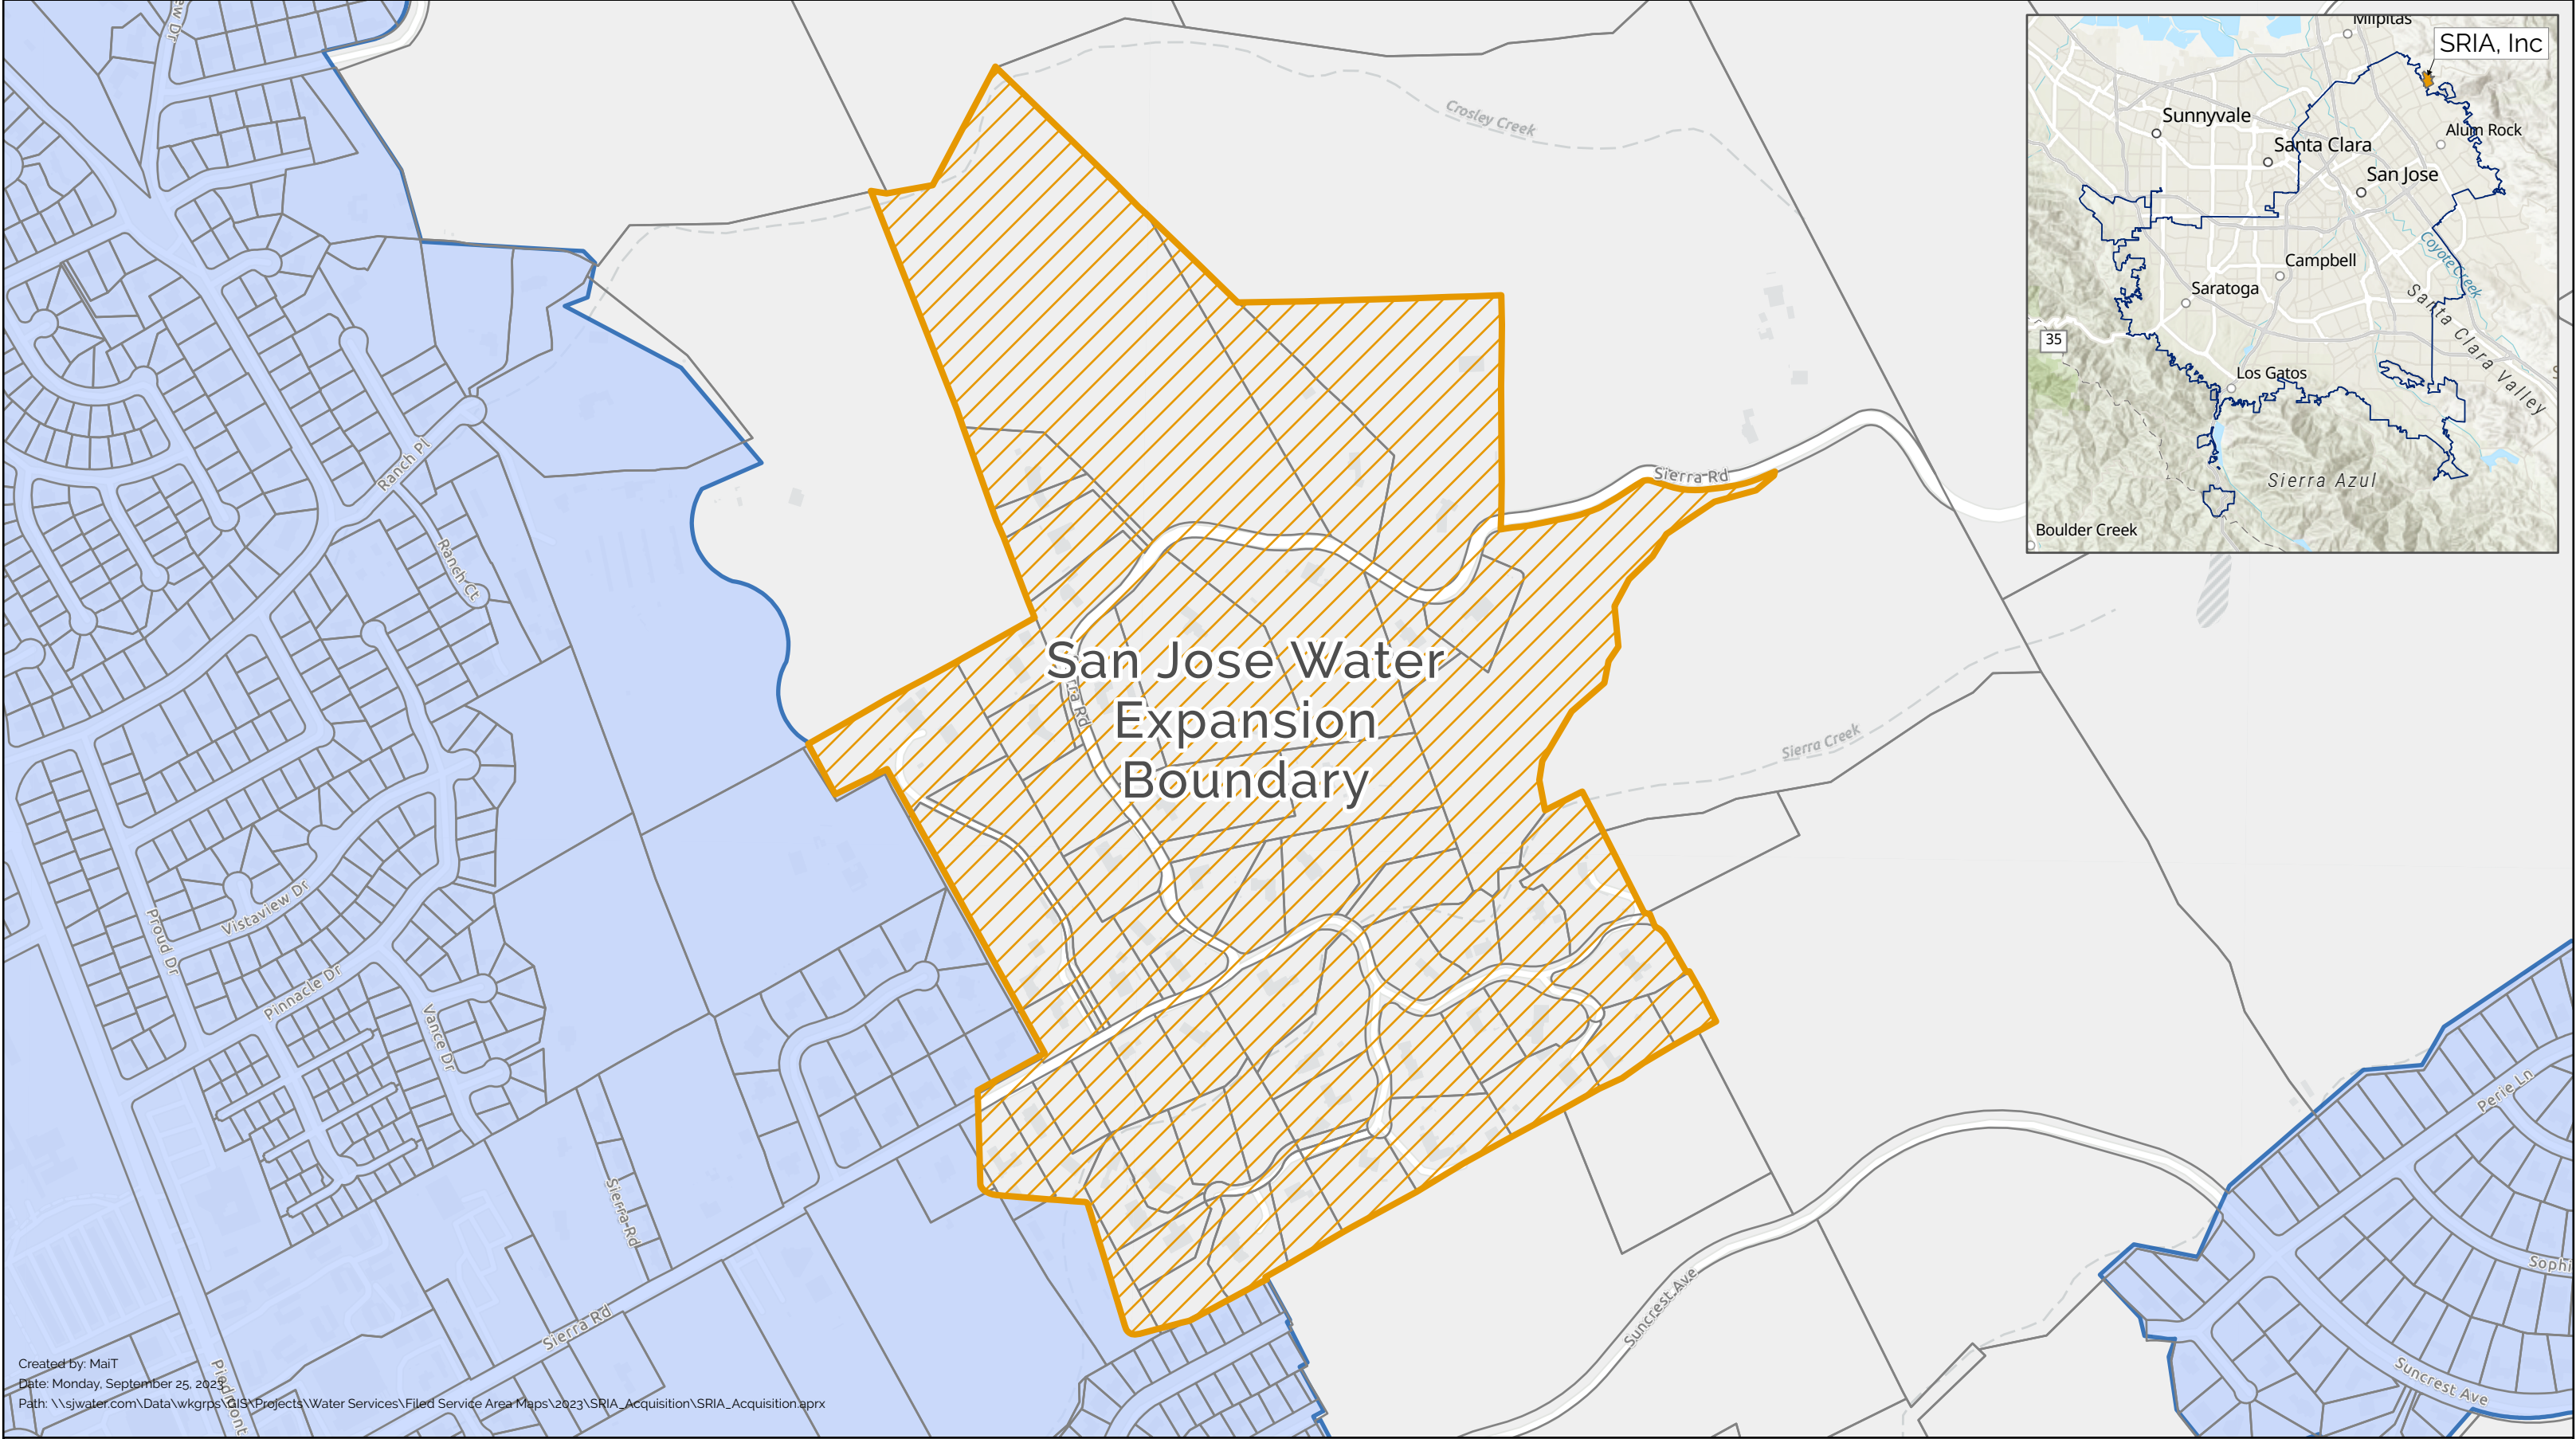 Milpitas
SRIA, Inc
Sunnyvale
Alum Rock
Santa Clara
San Jose
Coyote Creek
Campbell
Saratoga
Santa Clara Valley
35
Los Gatos
Sierra Azul
Boulder Creek
Crosley Creek
Sierra Rd
Ranch Pl
Ranch Ct
San Jose Water
Expansion
Boundary
Sierra Creek
Vistaview Dr
Proud Dr
Pinnacle Dr
Vance Dr
Sierra Rd
Sierra Rd
Piedmont
Perie Ln
Suncrest Ave
Suncrest Ave
Created by: MaiT
Date: Monday, September 25, 2023
Path: \\sjwater.com\Data\wkgrps\GIS\Projects\Water Services\Filed Service Area Maps\2023\SRIA_Acquisition\SRIA_Acquisition.aprx